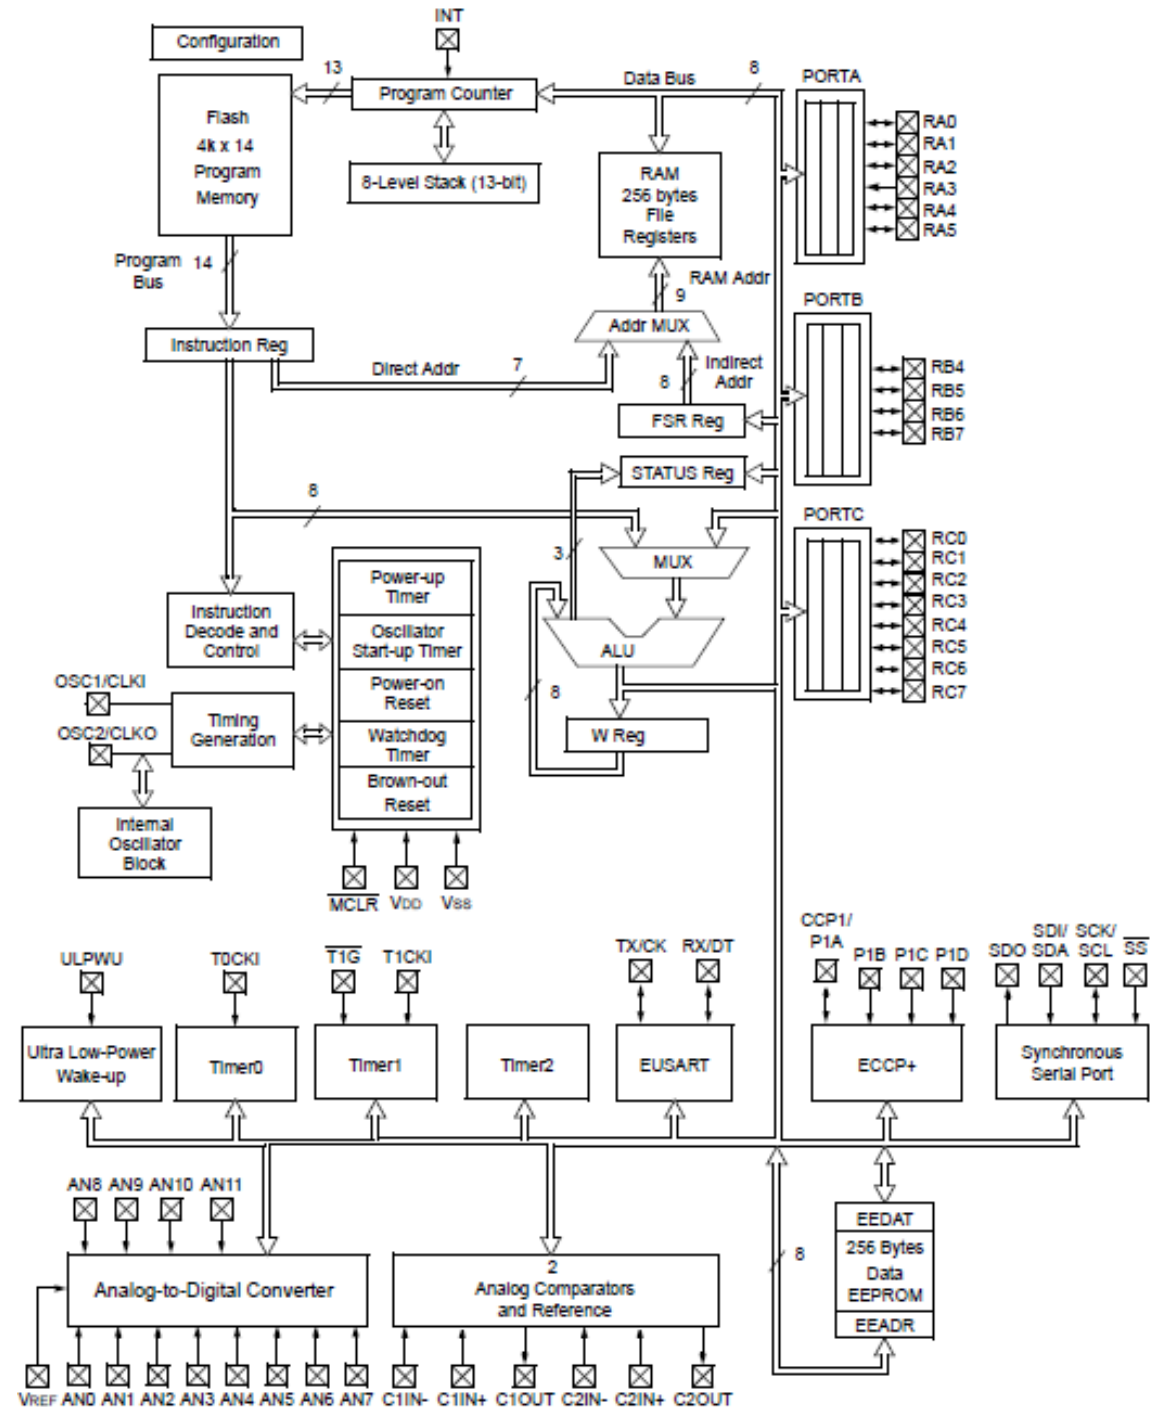 INT
Configuration
13
Program Counter
Data Bus
8
PORTA
Flash
4k x 14
Program
Memory
8-Level Stack (13-bit)
RAM
256 bytes
File
Registers
RA0
RA1
RA2
RA3
RA4
RA5
Program
Bus
14
RAM Addr
9
PORTB
Addr MUX
Instruction Reg
Direct Addr
7
Indirect
Addr
8
FSR Reg
RB4
RB5
RB6
RB7
STATUS Reg
8
3
MUX
PORTC
RC0
RC1
RC2
RC3
RC4
RC5
RC6
RC7
Power-up
Timer
Instruction
Decode and
Control
Oscillator
Start-up Timer
ALU
8
OSC1/CLKI
OSC2/CLKO
Timing
Generation
Power-on
Reset
W Reg
Watchdog
Timer
Brown-out
Reset
Internal
Oscillator
Block
MCLR
VDD
VSS
ULPWU
T0CKI
T1G
T1CKI
TX/CK
RX/DT
CCP1/
P1A
P1B
P1C
P1D
SDO
SDI/
SDA
SCK/
SCL
SS
Ultra Low-Power
Wake-up
Timer0
Timer1
Timer2
EUSART
ECCP+
Synchronous
Serial Port
AN8 AN9 AN10 AN11
8
EEDAT
256 Bytes
Data
EEPROM
EEADR
Analog-to-Digital Converter
2
Analog Comparators
and Reference
VREF AN0 AN1 AN2 AN3 AN4 AN5 AN6 AN7
C1IN- C1IN+ C1OUT C2IN- C2IN+ C2OUT